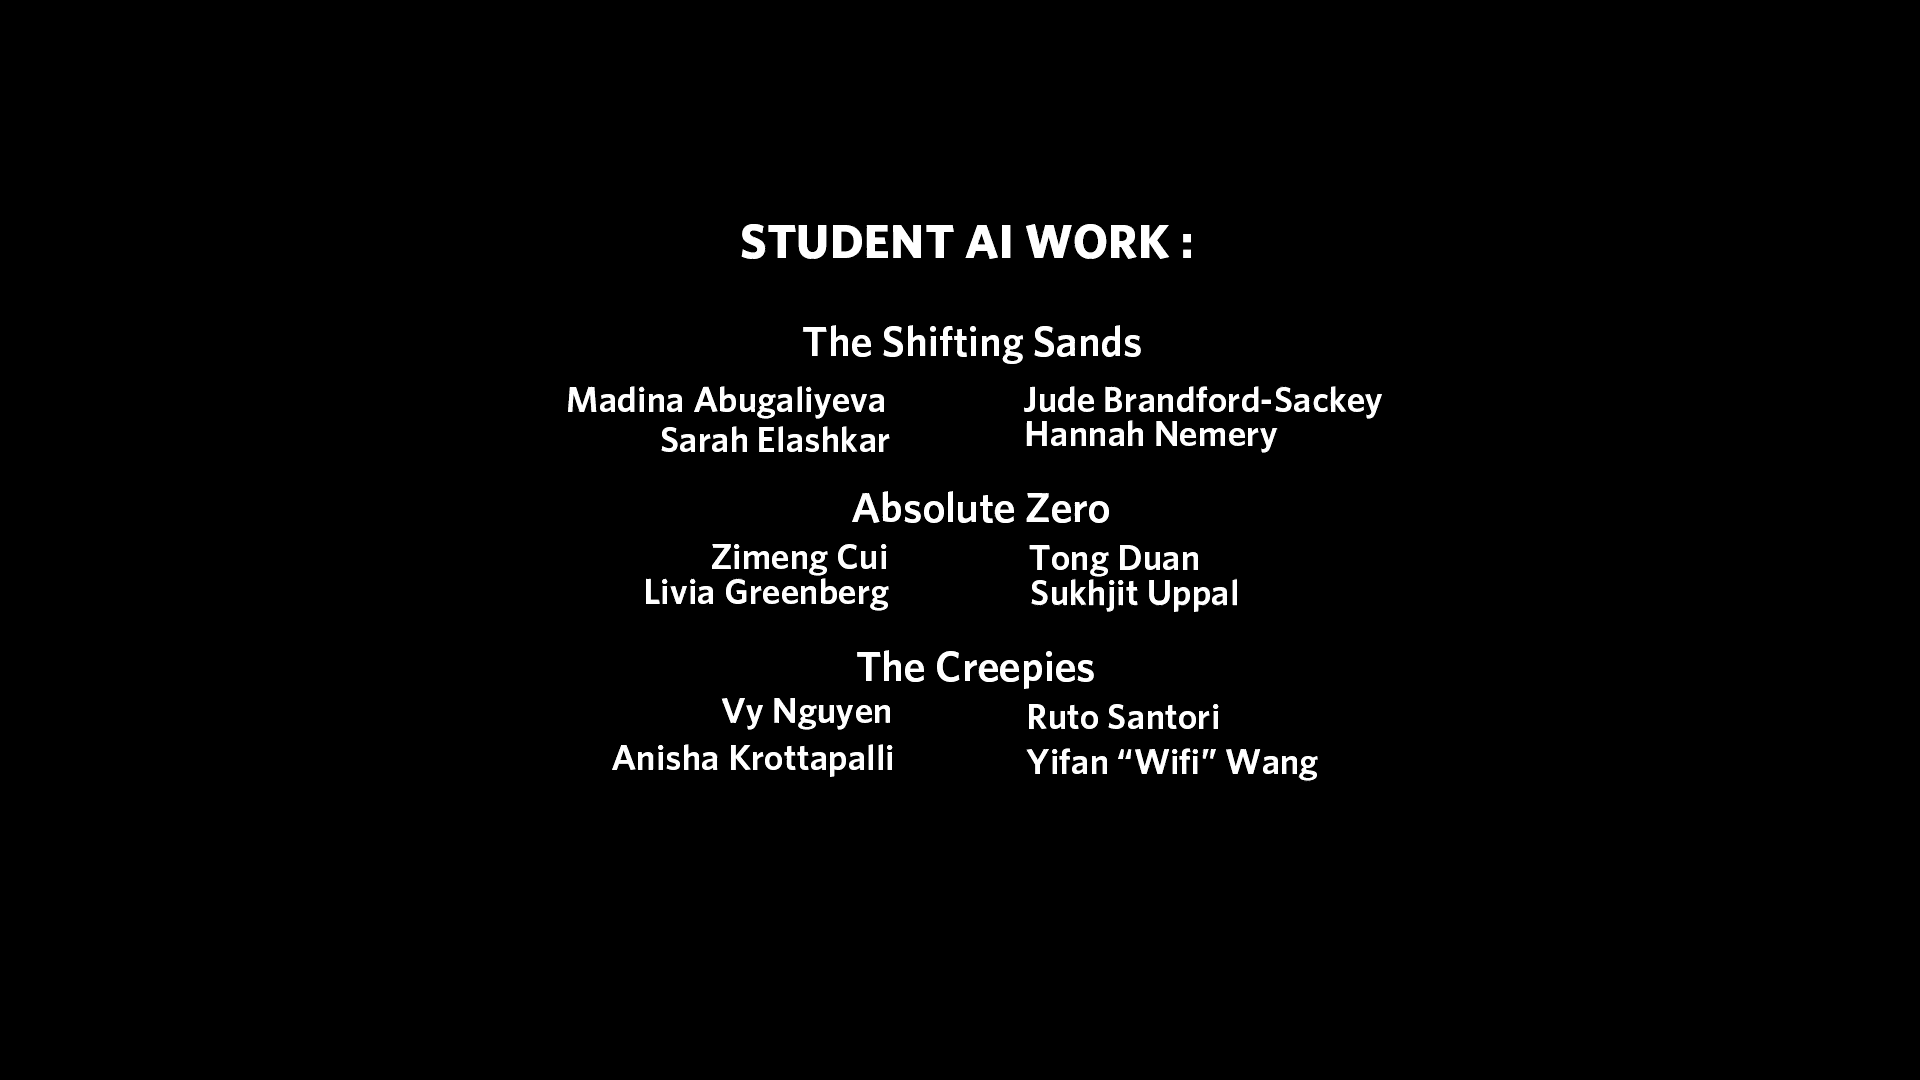 STUDENT AI WORK :
The Shifting Sands
Madina Abugaliyeva Jude Brandford-Sackey
Sarah Elashkar Hannah Nemery
Absolute Zero
Zimeng Cui Tong Duan
Livia Greenberg Sukhjit Uppal
The Creepies
Vy Nguyen Ruto Santori
Anisha Krottapalli Yifan “Wifi” Wang